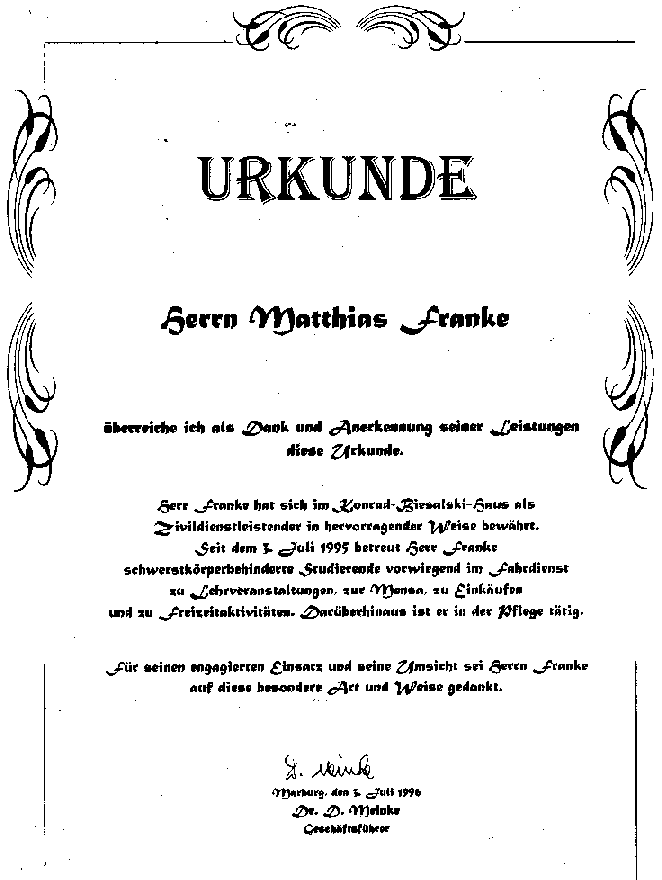 URKUNDE
Herrn Matthias Franke
überreiche ich als Dank und Anerkennung seiner Leistungen
diese Urkunde.
Herr Franke hat sich im Konrad-Biesalski-Haus als
Zivildienstleistender in hervorragender Weise bewährt.
Seit dem 3. Juli 1995 betreut Herr Franke
schwerstkörperbehinderte Studierende vorwiegend im Fahrdienst
zu Lehrveranstaltungen, zur Mensa, zu Einkäufen
und zu Freizeitaktivitäten. Darüberhinaus ist er in der Pflege tätig.
Für seinen engagierten Einsatz und seine Umsicht sei Herrn Franke
auf diese besondere Art und Weise gedankt.
D. Meinke
Marburg, den 3. Juli 1996
Dr. D. Meinke
Geschäftsführer